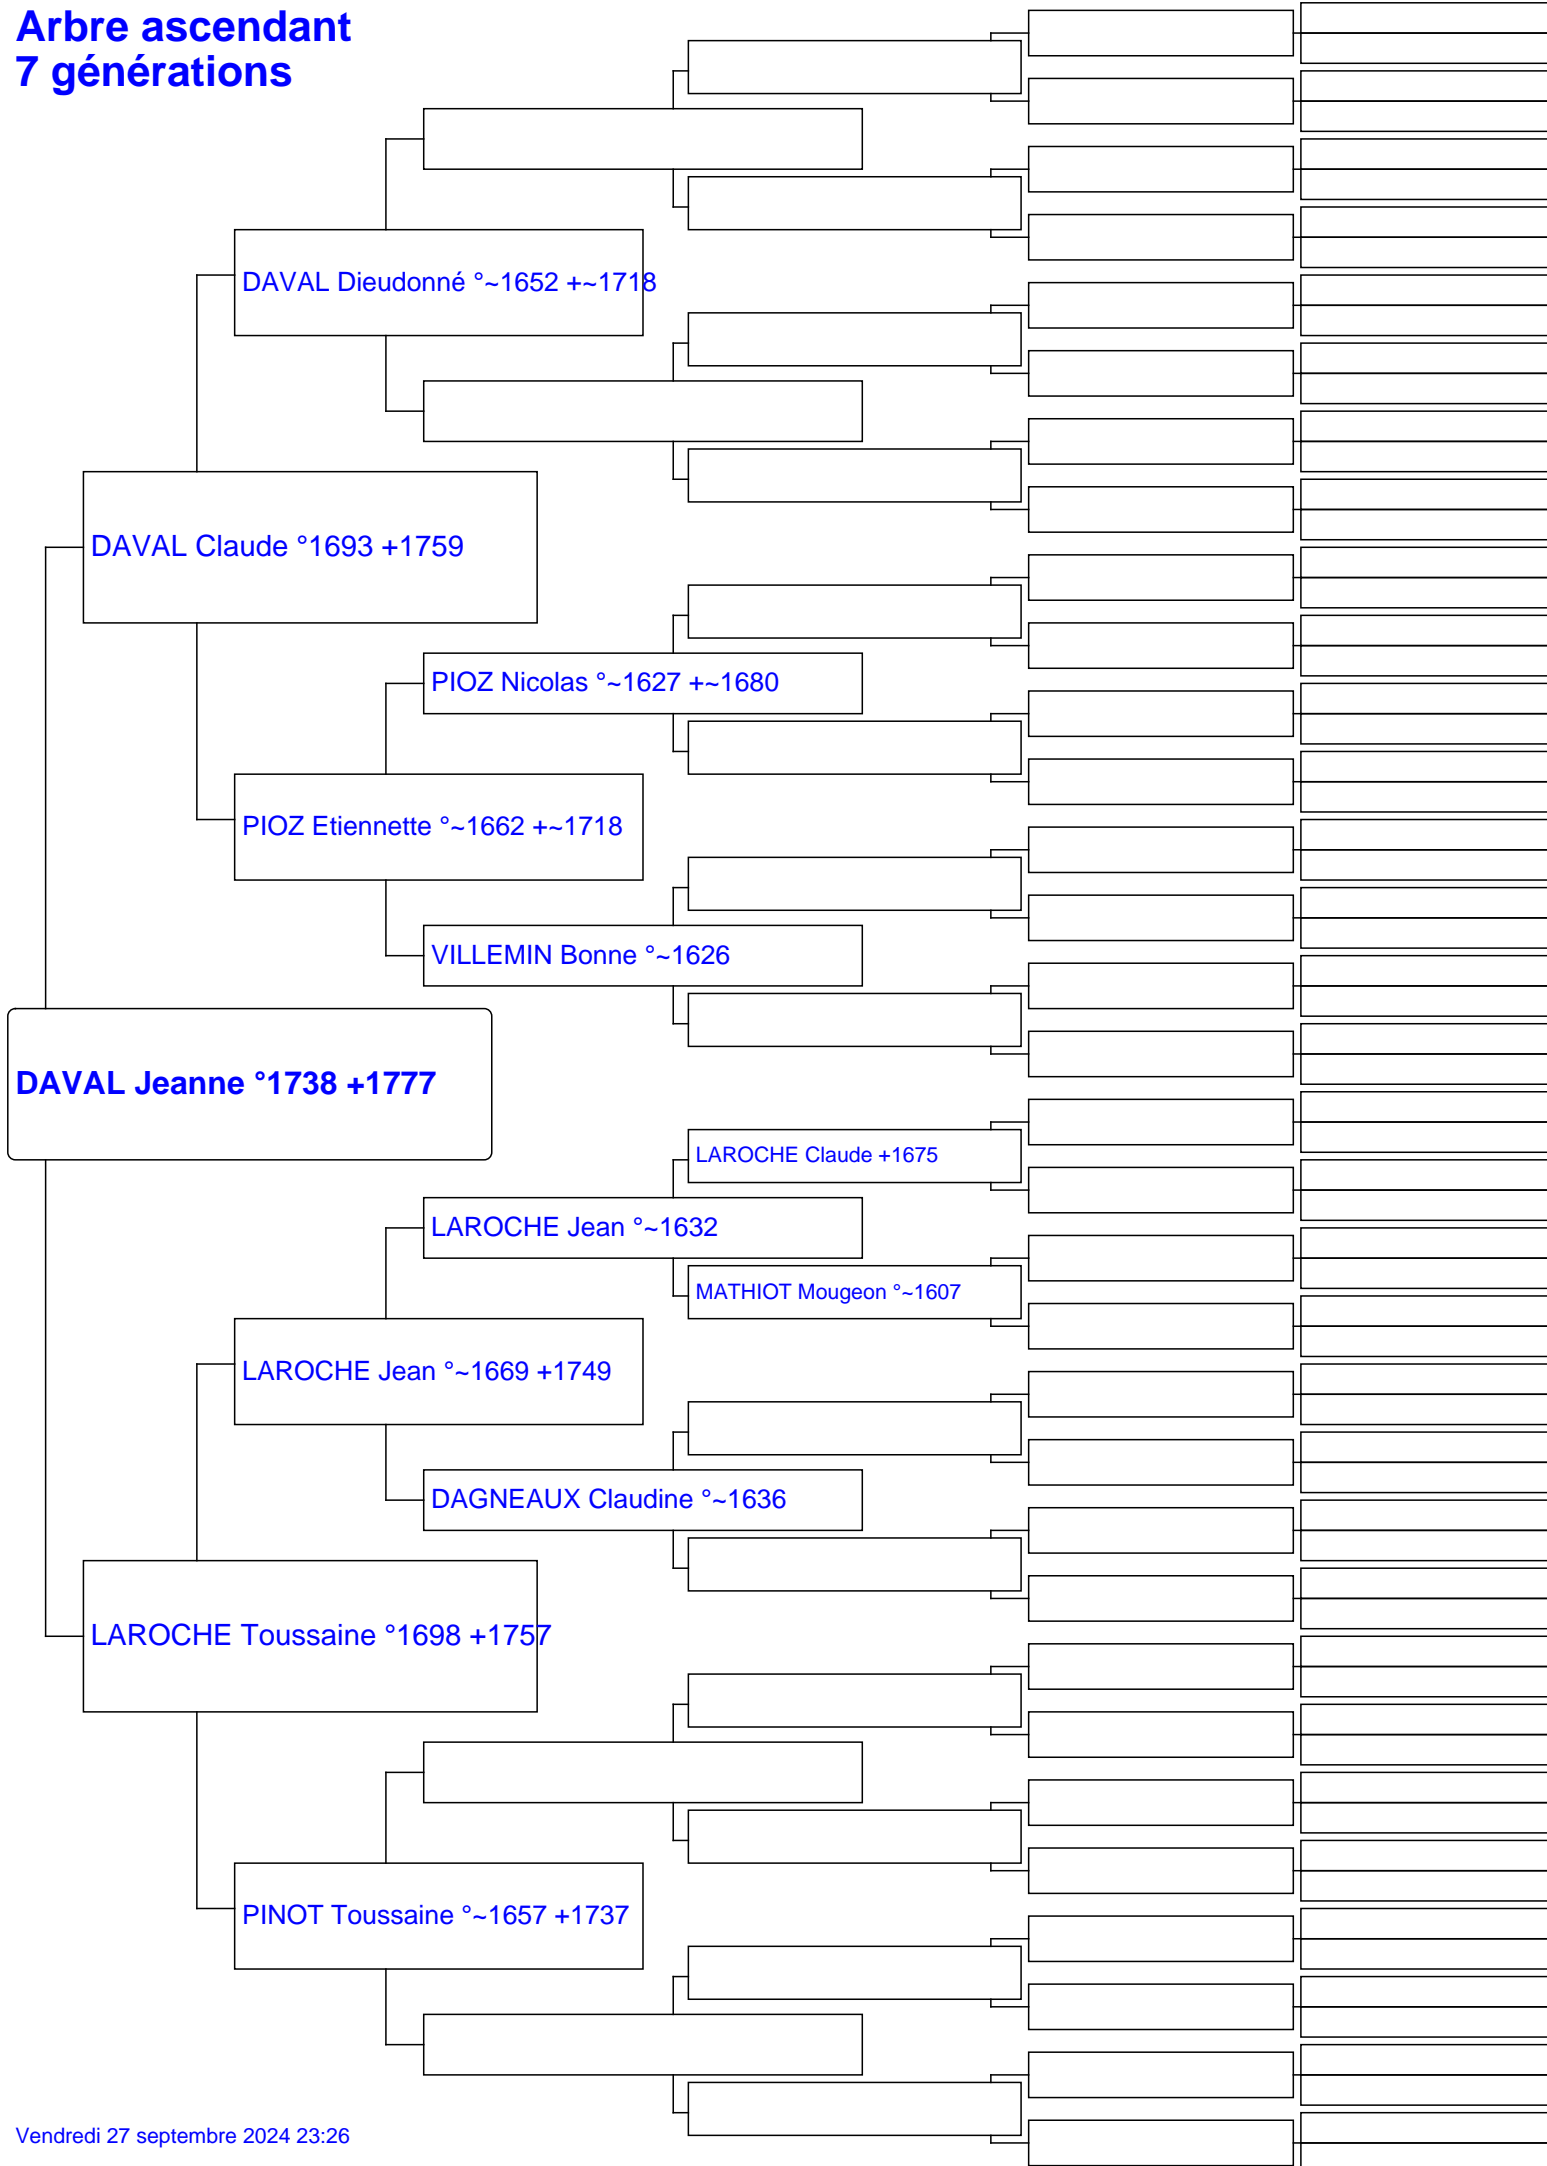 Arbre ascendant
7 générations
DAVAL Dieudonné °~1652 +~1718
DAVAL Claude °1693 +1759
PIOZ Nicolas °~1627 +~1680
PIOZ Etiennette °~1662 +~1718
VILLEMIN Bonne °~1626
DAVAL Jeanne °1738 +1777
LAROCHE Claude +1675
LAROCHE Jean °~1632
MATHIOT Mougeon °~1607
LAROCHE Jean °~1669 +1749
DAGNEAUX Claudine °~1636
LAROCHE Toussaine °1698 +1757
PINOT Toussaine °~1657 +1737
Vendredi 27 septembre 2024 23:26